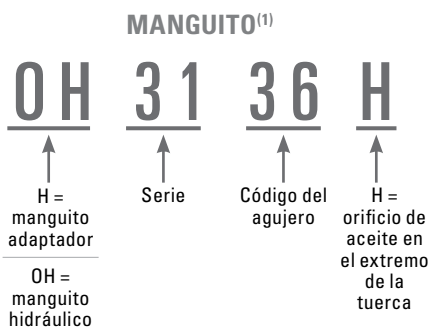 MANGUITO(1)
OH 31 36 H
H =
manguito
adaptador
OH =
manguito
hidráulico
Serie
Código del
agujero
H =
orificio de
aceite en
el extremo
de la
tuerca